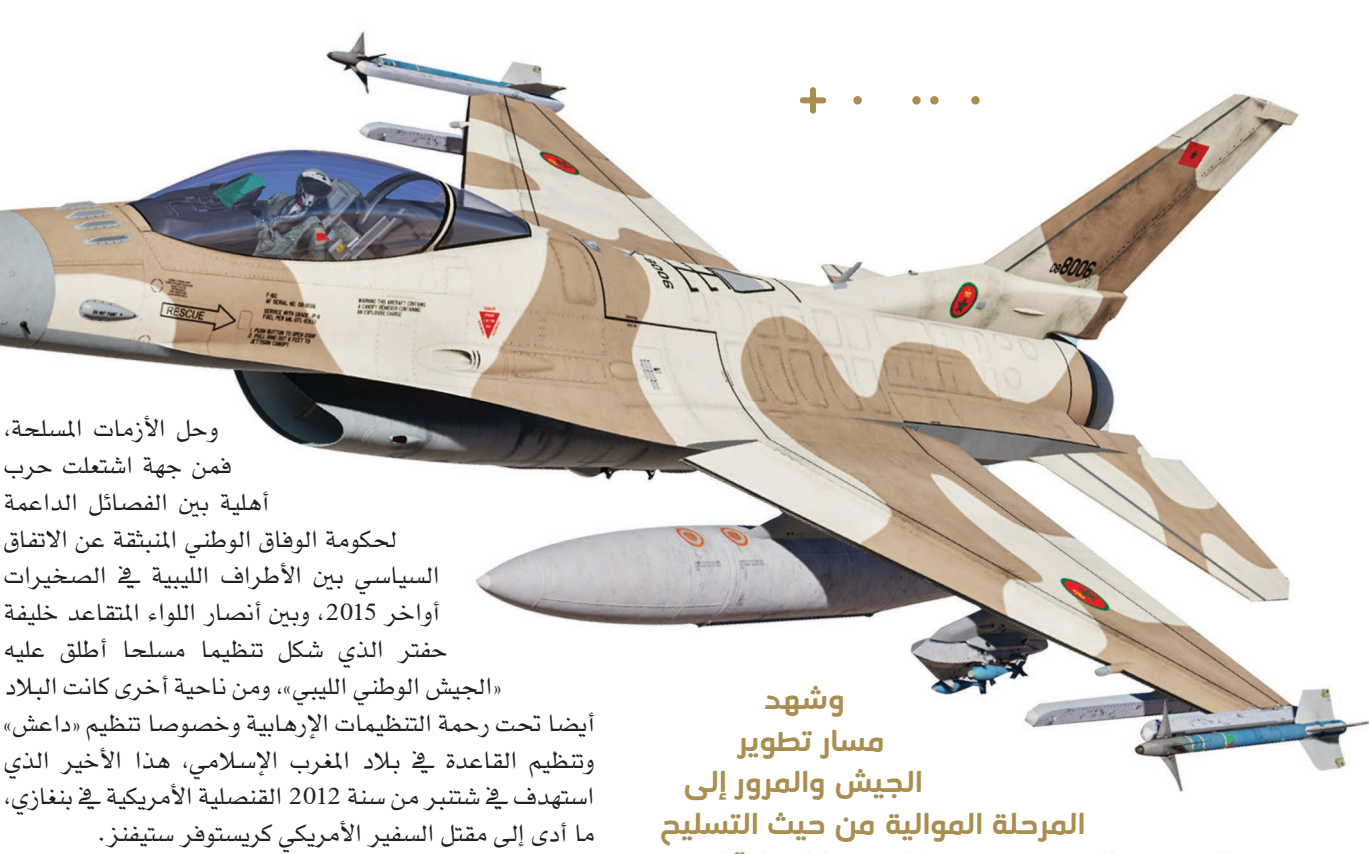 8006
08
8006
RESCUE
وحل الأزمات المسلحة،
فمن جهة اشتعلت حرب
أهلية بين الفصائل الداعمة
لحكومة الوفاق الوطني المنبثقة عن الاتفاق
السياسي بين الأطراف الليبية في الصخيرات
أواخر 2015، وبين أنصار اللواء المتقاعد خليفة
حفتر الذي شكل تنظيما مسلحا أطلق عليه
«الجيش الوطني الليبي»، ومن ناحية أخرى كانت البلاد
أيضا تحت رحمة التنظيمات الإرهابية وخصوصا تنظيم «داعش»
وتنظيم القاعدة في بلاد المغرب الإسلامي، هذا الأخير الذي
استهدف في شتنبر من سنة 2012 القنصلية الأمريكية في بنغازي،
ما أدى إلى مقتل السفير الأمريكي كريستوفر ستيفنز.
وشهد
مسار تطوير
الجيش والمرور إلى
المرحلة الموالية من حيث التسليح